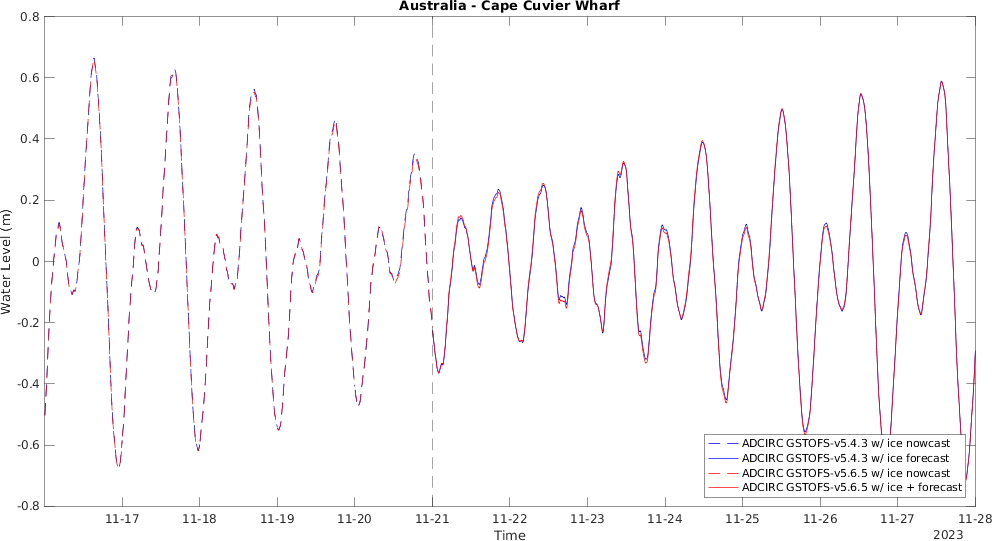 Australia - Cape Cuvier Wharf
0.8
0.6
0.4
0.2
0
-0.2
-0.4
-0.6
-0.8
Water Level (m)
ADCIRC GSTOFS-v5.4.3 w/ ice nowcast
ADCIRC GSTOFS-v5.4.3 w/ ice forecast
ADCIRC GSTOFS-v5.6.5 w/ ice nowcast
ADCIRC GSTOFS-v5.6.5 w/ ice + forecast
11-17 11-18 11-19 11-20 11-21 11-22 11-23 11-24 11-25 11-26 11-27 11-28
Time
2023